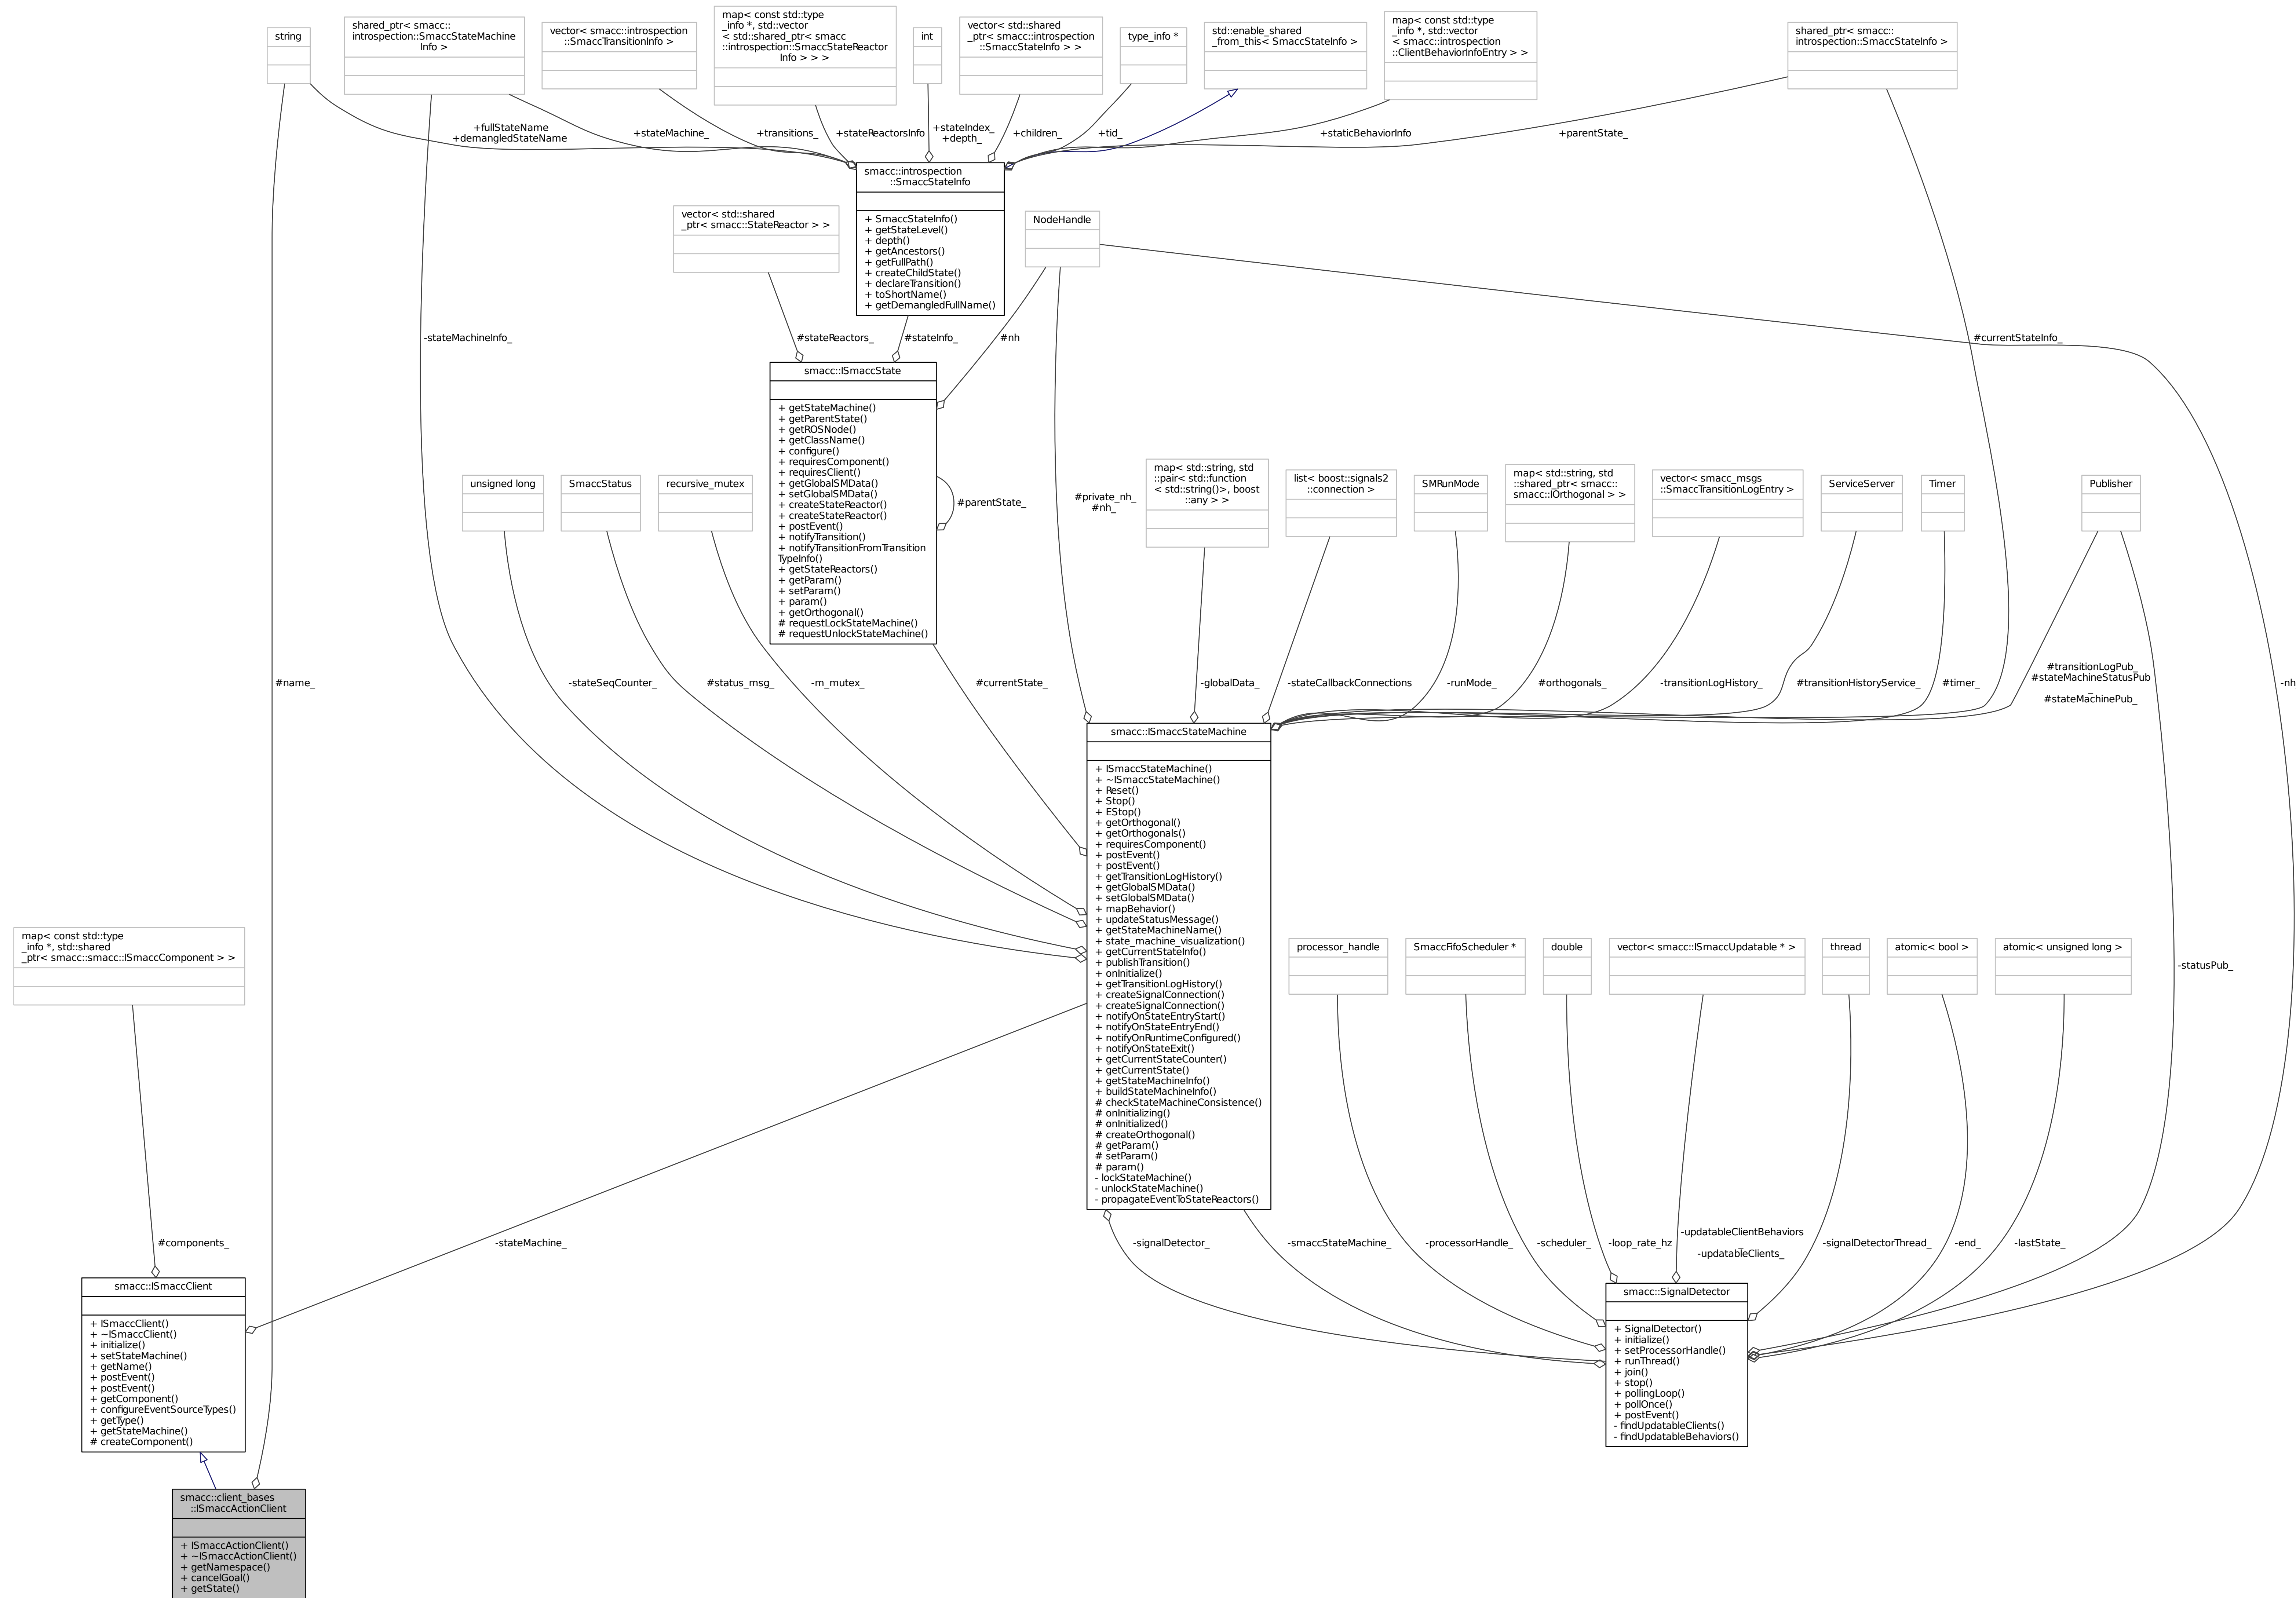 string
shared_ptr< smacc::
introspection::SmaccStateMachine
Info >
vector< smacc::introspection
::SmaccTransitionInfo >
map< const std::type
_info *, std::vector
< std::shared_ptr< smacc
::introspection::SmaccStateReactor
Info > > >
int
vector< std::shared
_ptr< smacc::introspection
::SmaccStateInfo > >
type_info *
std::enable_shared
_from_this< SmaccStateInfo >
map< const std::type
_info *, std::vector
< smacc::introspection
::ClientBehaviorInfoEntry > >
shared_ptr< smacc::
introspection::SmaccStateInfo >
+fullStateName
+demangledStateName
+stateMachine_
+transitions_
+stateReactorsInfo
+stateIndex_
+depth_
+children_
+tid_
+staticBehaviorInfo
+parentState_
smacc::introspection
::SmaccStateInfo
+ SmaccStateInfo()
+ getStateLevel()
+ depth()
+ getAncestors()
+ getFullPath()
+ createChildState()
+ declareTransition()
+ toShortName()
+ getDemangledFullName()
vector< std::shared
_ptr< smacc::StateReactor > >
NodeHandle
-stateMachineInfo_
#stateReactors_
#stateInfo_
#nh
#currentStateInfo_
smacc::ISmaccState
+ getStateMachine()
+ getParentState()
+ getROSNode()
+ getClassName()
+ configure()
+ requiresComponent()
+ requiresClient()
+ getGlobalSMData()
+ setGlobalSMData()
+ createStateReactor()
+ createStateReactor()
+ postEvent()
+ notifyTransition()
+ notifyTransitionFromTransition
TypeInfo()
+ getStateReactors()
+ getParam()
+ setParam()
+ param()
+ getOrthogonal()
# requestLockStateMachine()
# requestUnlockStateMachine()
#parentState_
unsigned long
SmaccStatus
recursive_mutex
#private_nh_
#nh_
map< std::string, std
::pair< std::function
< std::string()>, boost
::any > >
list< boost::signals2
::connection >
SMRunMode
map< std::string, std
::shared_ptr< smacc::
smacc::IOrthogonal > >
vector< smacc_msgs
::SmaccTransitionLogEntry >
ServiceServer
Timer
Publisher
#name_
-stateSeqCounter_
#status_msg_
-m_mutex_
#currentState_
-globalData_
-stateCallbackConnections
-runMode_
#orthogonals_
-transitionLogHistory_
#transitionHistoryService_
#timer_
#transitionLogPub_
#stateMachineStatusPub
_
#stateMachinePub_
-nh
smacc::ISmaccStateMachine
+ ISmaccStateMachine()
+ ~ISmaccStateMachine()
+ Reset()
+ Stop()
+ EStop()
+ getOrthogonal()
+ getOrthogonals()
+ requiresComponent()
+ postEvent()
+ postEvent()
+ getTransitionLogHistory()
+ getGlobalSMData()
+ setGlobalSMData()
+ mapBehavior()
+ updateStatusMessage()
+ getStateMachineName()
+ state_machine_visualization()
+ getCurrentStateInfo()
+ publishTransition()
+ onInitialize()
+ getTransitionLogHistory()
+ createSignalConnection()
+ createSignalConnection()
+ notifyOnStateEntryStart()
+ notifyOnStateEntryEnd()
+ notifyOnRuntimeConfigured()
+ notifyOnStateExit()
+ getCurrentStateCounter()
+ getCurrentState()
+ getStateMachineInfo()
+ buildStateMachineInfo()
# checkStateMachineConsistence()
# onInitializing()
# onInitialized()
# createOrthogonal()
# getParam()
# setParam()
# param()
- lockStateMachine()
- unlockStateMachine()
- propagateEventToStateReactors()
map< const std::type
_info *, std::shared
_ptr< smacc::smacc::ISmaccComponent > >
processor_handle
SmaccFifoScheduler *
double
vector< smacc::ISmaccUpdatable * >
thread
atomic< bool >
atomic< unsigned long >
-statusPub_
#components_
-stateMachine_
-signalDetector_
-smaccStateMachine_
-processorHandle_
-scheduler_
-loop_rate_hz
-updatableClientBehaviors
_
-updatableClients_
-signalDetectorThread_
-end_
-lastState_
smacc::ISmaccClient
+ ISmaccClient()
+ ~ISmaccClient()
+ initialize()
+ setStateMachine()
+ getName()
+ postEvent()
+ postEvent()
+ getComponent()
+ configureEventSourceTypes()
+ getType()
+ getStateMachine()
# createComponent()
smacc::SignalDetector
+ SignalDetector()
+ initialize()
+ setProcessorHandle()
+ runThread()
+ join()
+ stop()
+ pollingLoop()
+ pollOnce()
+ postEvent()
- findUpdatableClients()
- findUpdatableBehaviors()
smacc::client_bases
::ISmaccActionClient
+ ISmaccActionClient()
+ ~ISmaccActionClient()
+ getNamespace()
+ cancelGoal()
+ getState()